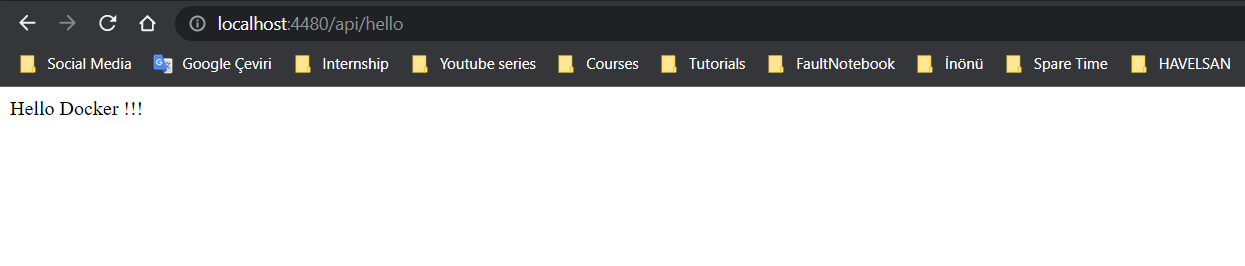 localhost:4480/api/hello
Social Media Google Çeviri Internship Youtube series Courses Tutorials FaultNotebook İnönü Spare Time HAVELSAN
Hello Docker !!!